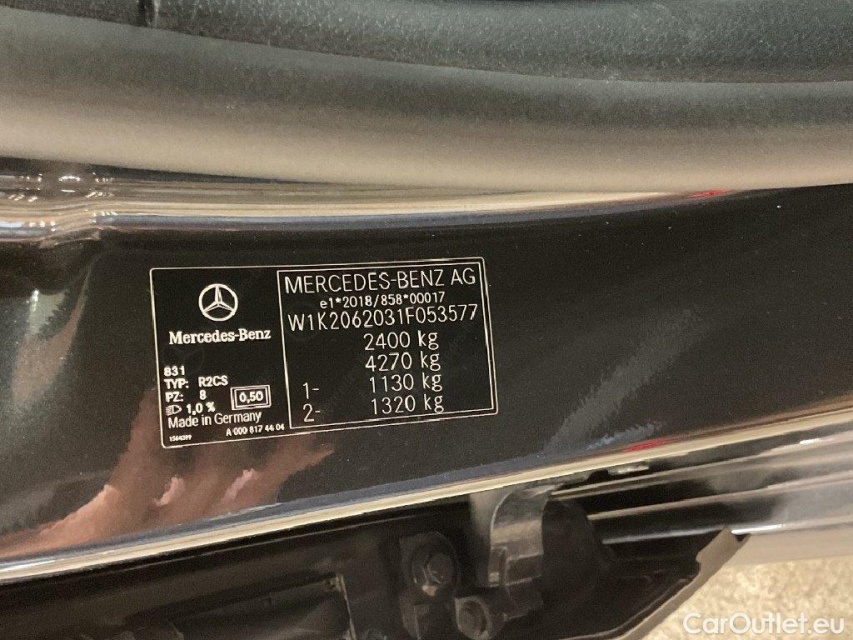 MERCEDES-BENZ AG
e1*2018/858*00017
W1K2062031F053577
2400 kg
4270 kg
1- 1130 kg
2- 1320 kg
Mercedes-Benz
831
TYP: R2CS
PZ: 8
1,0 % 0,50
Made in Germany
A 000 817 44 04
CarOutlet.eu